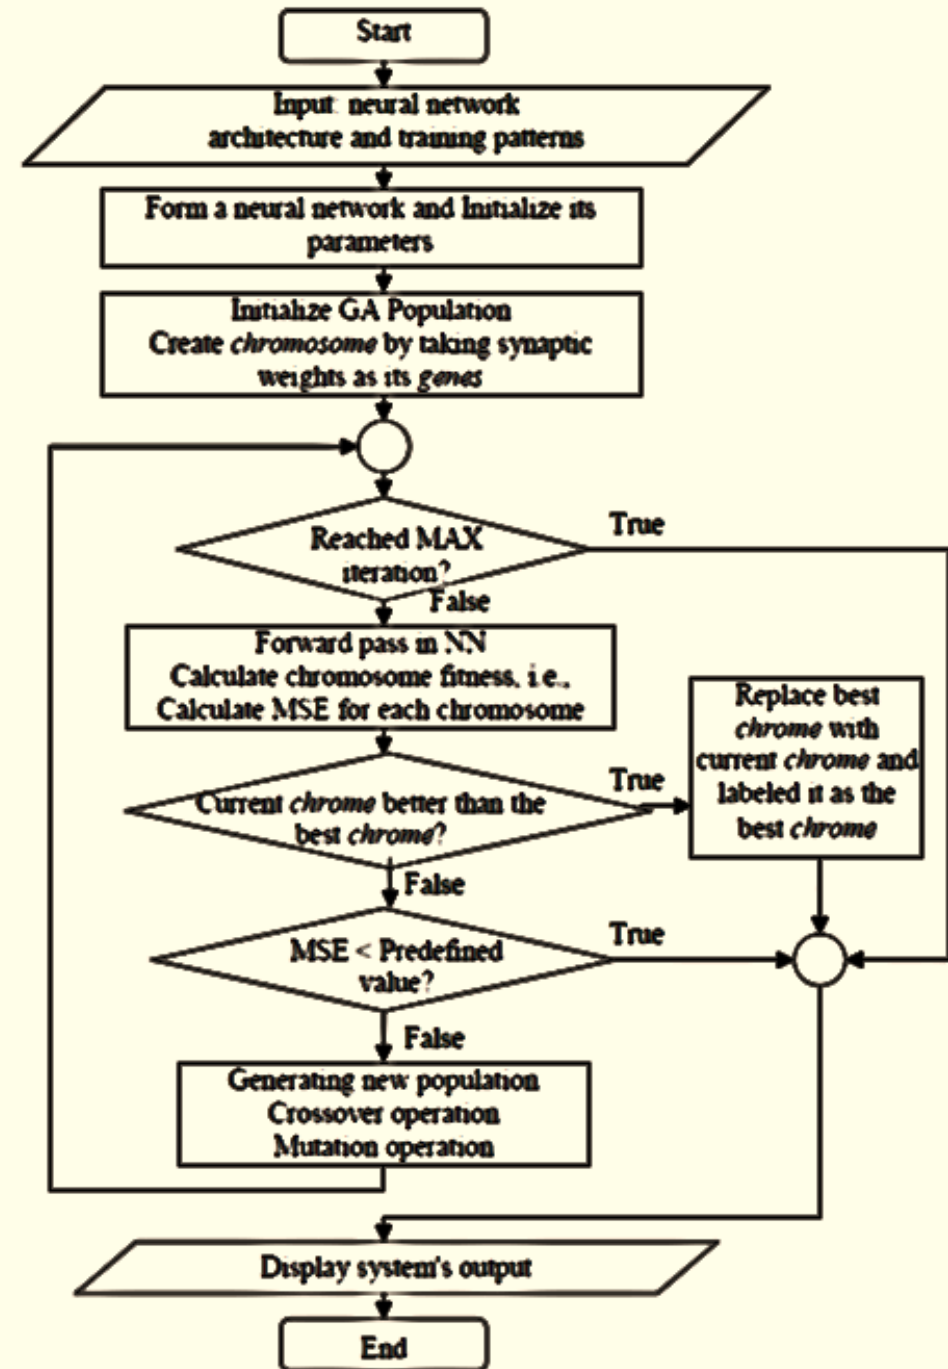 Start
Input neural network
architecture and training patterns
Form a neural network and Initialize its
parameters
Initialize GA Population
Create chromosome by taking synaptic
weights as its genes
Reached MAX
iteration?
True
False
Forward pass in NN
Calculate chromosome fitness, i.e.,
Calculate MSE for each chromosome
Current chrome better than the
best chrome?
True
Replace best
chrome with
current chrome and
labeled it as the
best chrome
False
MSE < Predefined
value?
True
False
Generating new population
Crossover operation
Mutation operation
Display system's output
End